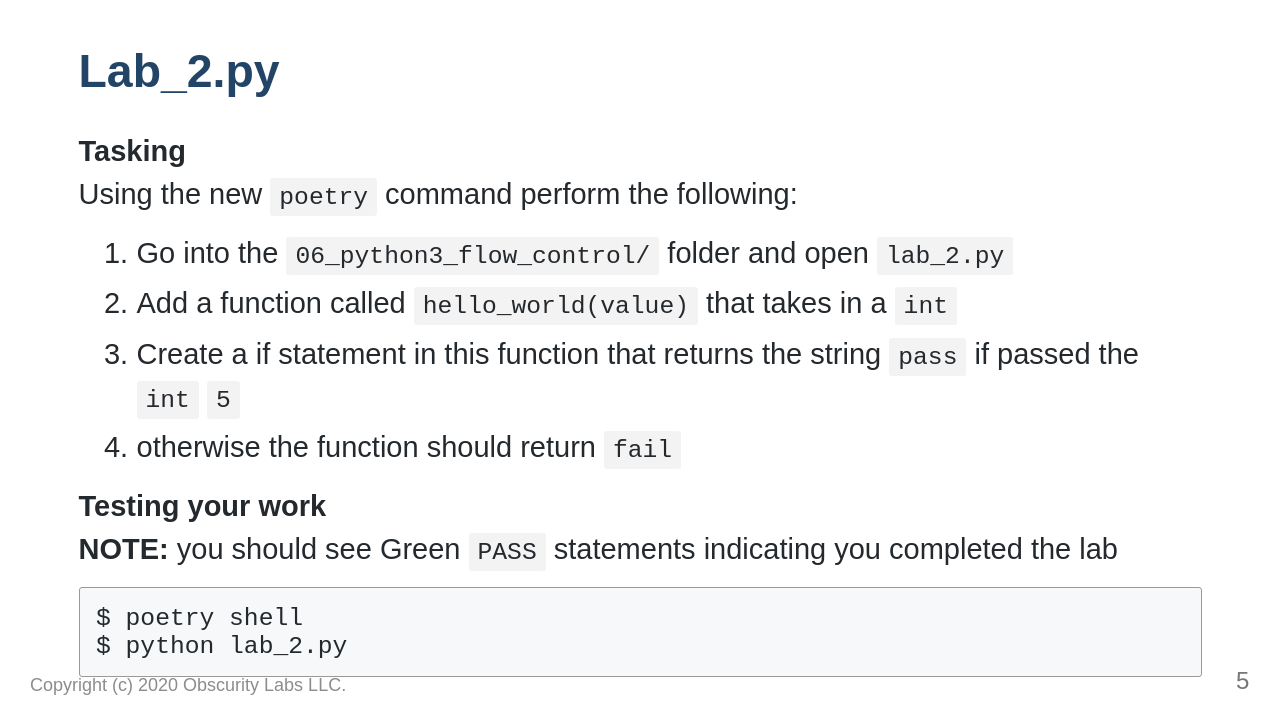 Lab_2.py
Tasking
Using the new poetry command perform the following:
1. Go into the 06_python3_flow_control/ folder and open lab_2.py
2. Add a function called hello_world(value) that takes in a int
3. Create a if statement in this function that returns the string pass if passed the
int 5
4. otherwise the function should return fail
Testing your work
NOTE: you should see Green PASS statements indicating you completed the lab
$ poetry shell
$ python lab_2.py
Copyright (c) 2020 Obscurity Labs LLC.
5